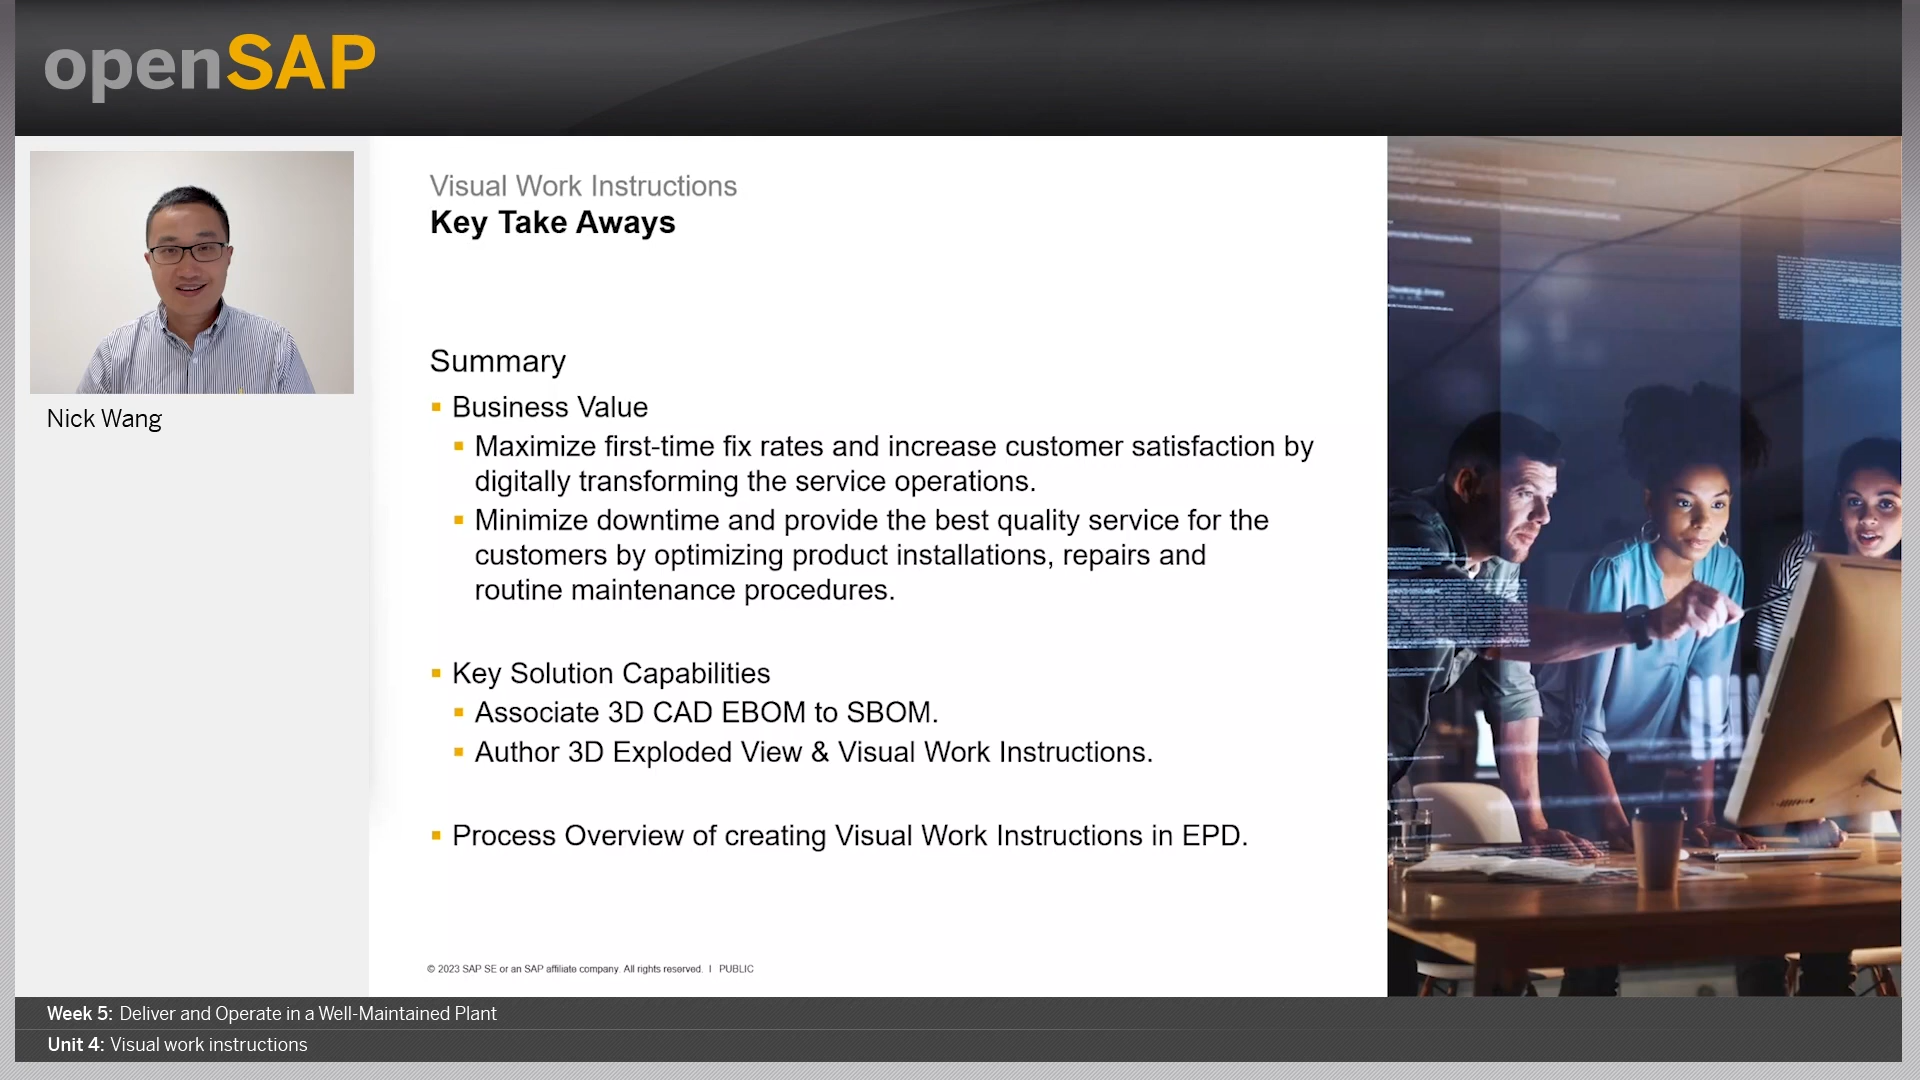 openSAP
Nick Wang
Visual Work Instructions
Key Take Aways
Summary
Business Value
Maximize first-time fix rates and increase customer satisfaction by
digitally transforming the service operations.
Minimize downtime and provide the best quality service for the
customers by optimizing product installations, repairs and
routine maintenance procedures.
Key Solution Capabilities
Associate 3D CAD EBOM to SBOM.
Author 3D Exploded View & Visual Work Instructions.
Process Overview of creating Visual Work Instructions in EPD.
© 2023 SAP SE or an SAP affiliate company. All rights reserved. I PUBLIC
Week 5: Deliver and Operate in a Well-Maintained Plant
Unit 4: Visual work instructions